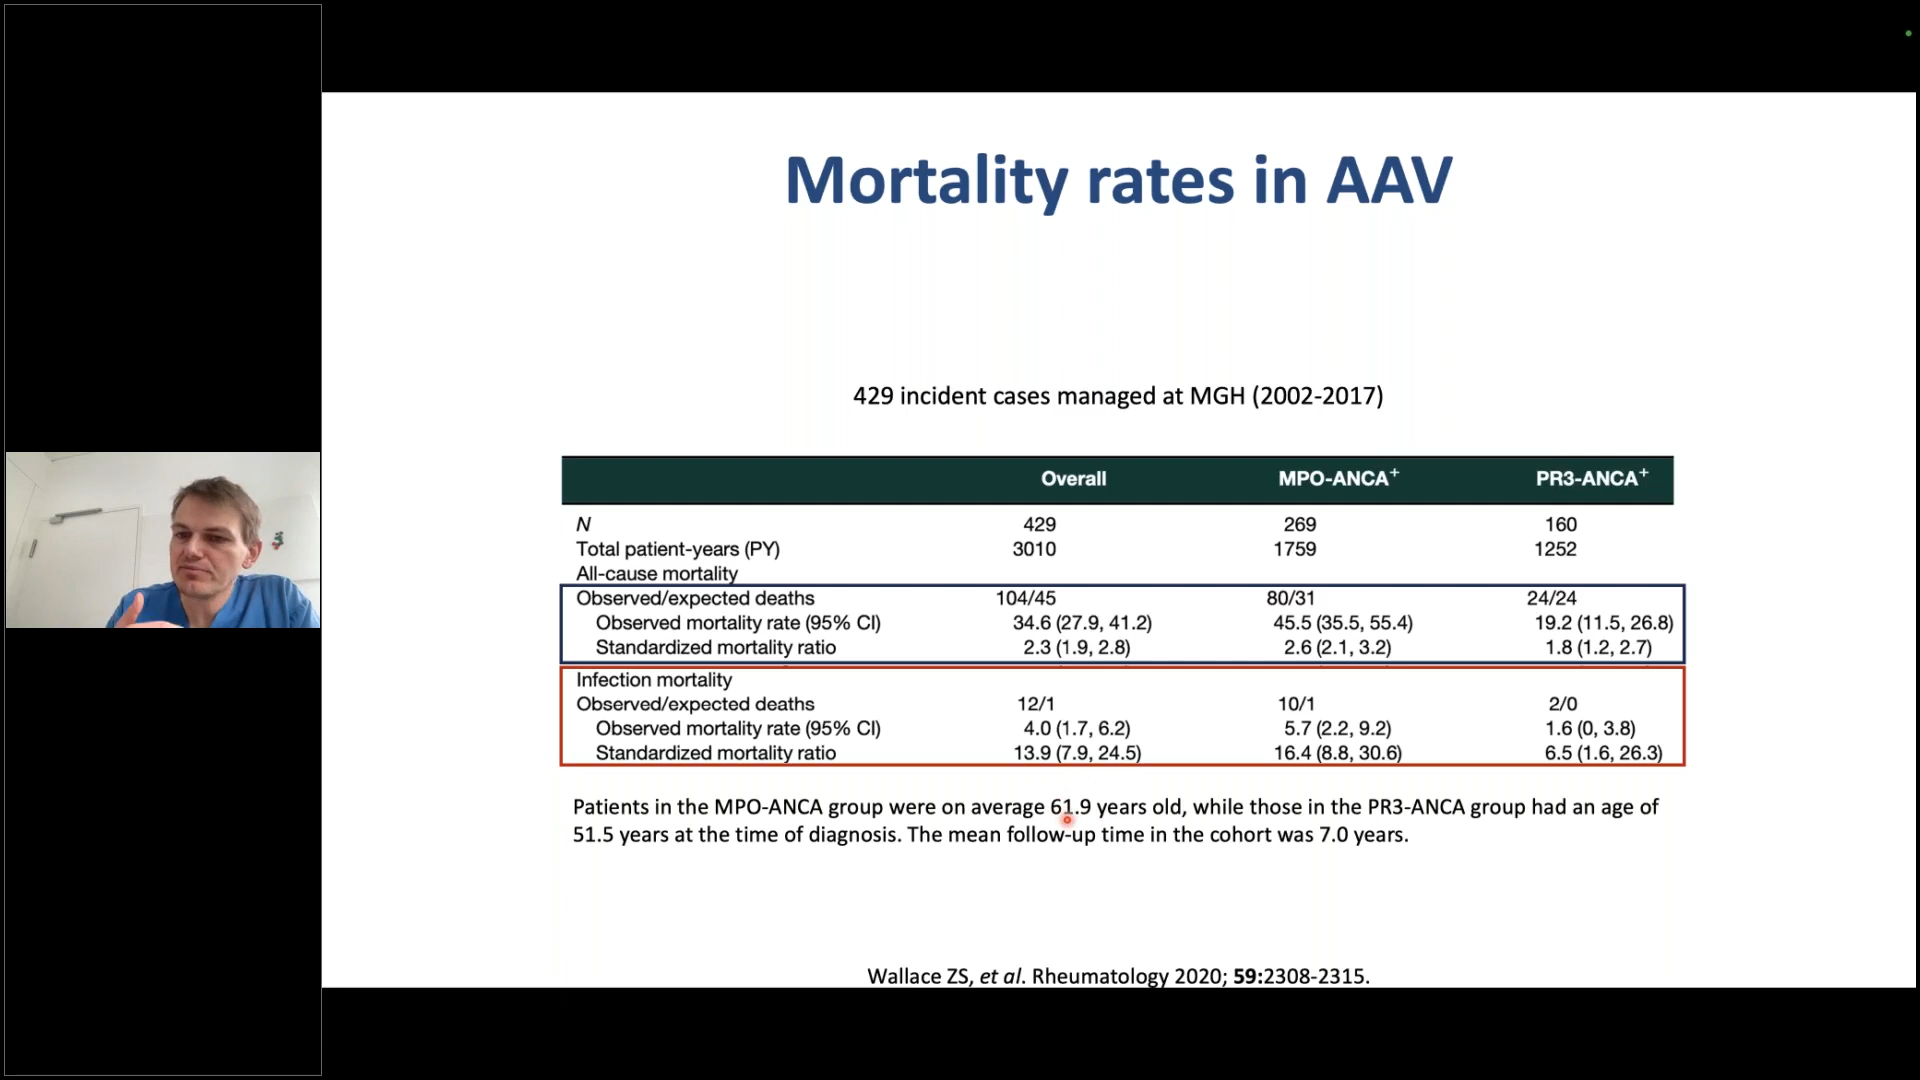 Mortality rates in AAV
429 incident cases managed at MGH (2002-2017)
Overall MPO-ANCA⁺ PR3-ANCA⁺
N 429 269 160
Total patient-years (PY) 3010 1759 1252
All-cause mortality
Observed/expected deaths 104/45 80/31 24/24
Observed mortality rate (95% CI) 34.6 (27.9, 41.2) 45.5 (35.5, 55.4) 19.2 (11.5, 26.8)
Standardized mortality ratio 2.3 (1.9, 2.8) 2.6 (2.1, 3.2) 1.8 (1.2, 2.7)
Infection mortality
Observed/expected deaths 12/1 10/1 2/0
Observed mortality rate (95% CI) 4.0 (1.7, 6.2) 5.7 (2.2, 9.2) 1.6 (0, 3.8)
Standardized mortality ratio 13.9 (7.9, 24.5) 16.4 (8.8, 30.6) 6.5 (1.6, 26.3)
Patients in the MPO-ANCA group were on average 61.9 years old, while those in the PR3-ANCA group had an age of
51.5 years at the time of diagnosis. The mean follow-up time in the cohort was 7.0 years.
Wallace ZS, et al. Rheumatology 2020; 59:2308-2315.